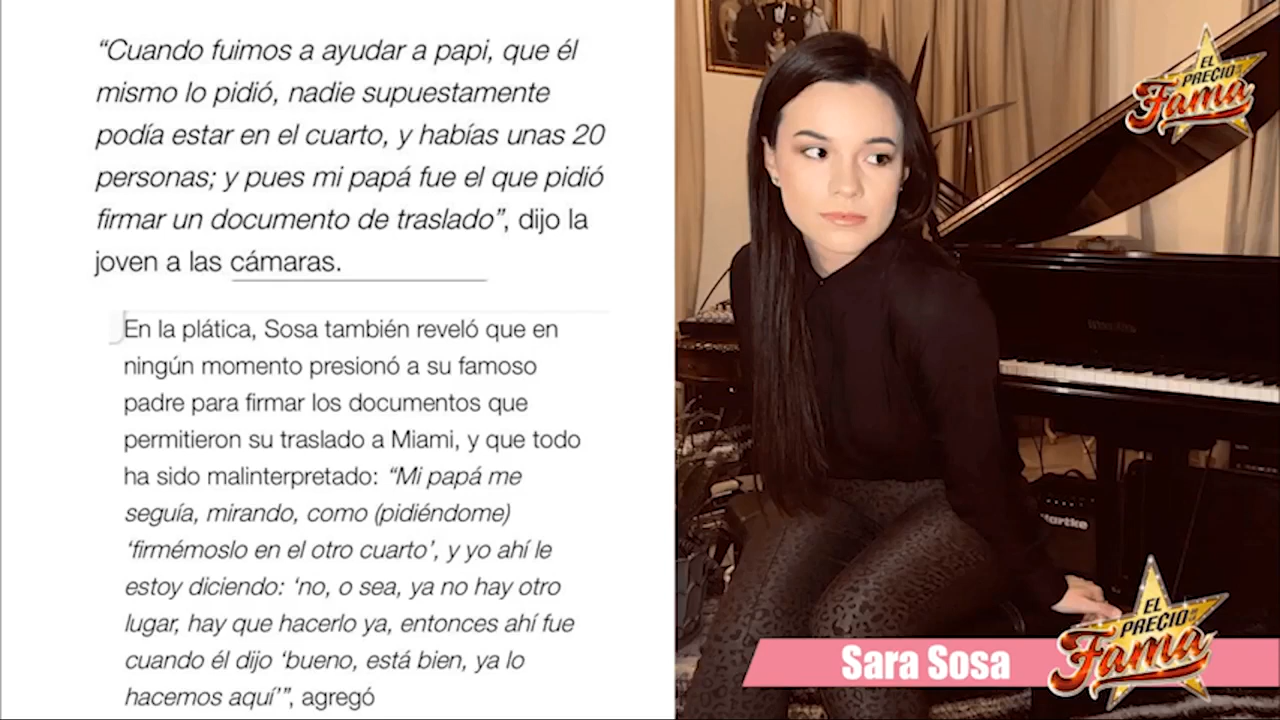 “Cuando fuimos a ayudar a papi, que él
mismo lo pidió, nadie supuestamente
podía estar en el cuarto, y habías unas 20
personas; y pues mi papá fue el que pidió
firmar un documento de traslado”, dijo la
joven a las cámaras.
En la plática, Sosa también reveló que en
ningún momento presionó a su famoso
padre para firmar los documentos que
permitieron su traslado a Miami, y que todo
ha sido malinterpretado: “Mi papá me
seguía, mirando, como (pidiéndome)
‘firmémoslo en el otro cuarto’, y yo ahí le
estoy diciendo: ‘no, o sea, ya no hay otro
lugar, hay que hacerlo ya, entonces ahí fue
cuando él dijo ‘bueno, está bien, ya lo
hacemos aquí’”, agregó
EL
PRECIO
DE LA
Fama
Hartke
Sara Sosa
EL
PRECIO
DE LA
Fama